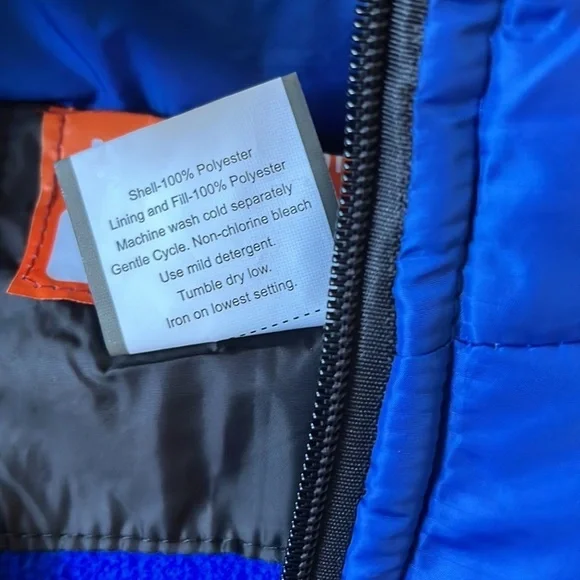 Shell-100% Polyester
Lining and Fill-100% Polyester
Machine wash cold separately
Gentle Cycle. Non-chlorine bleach
Use mild detergent.
Tumble dry low.
Iron on lowest setting.